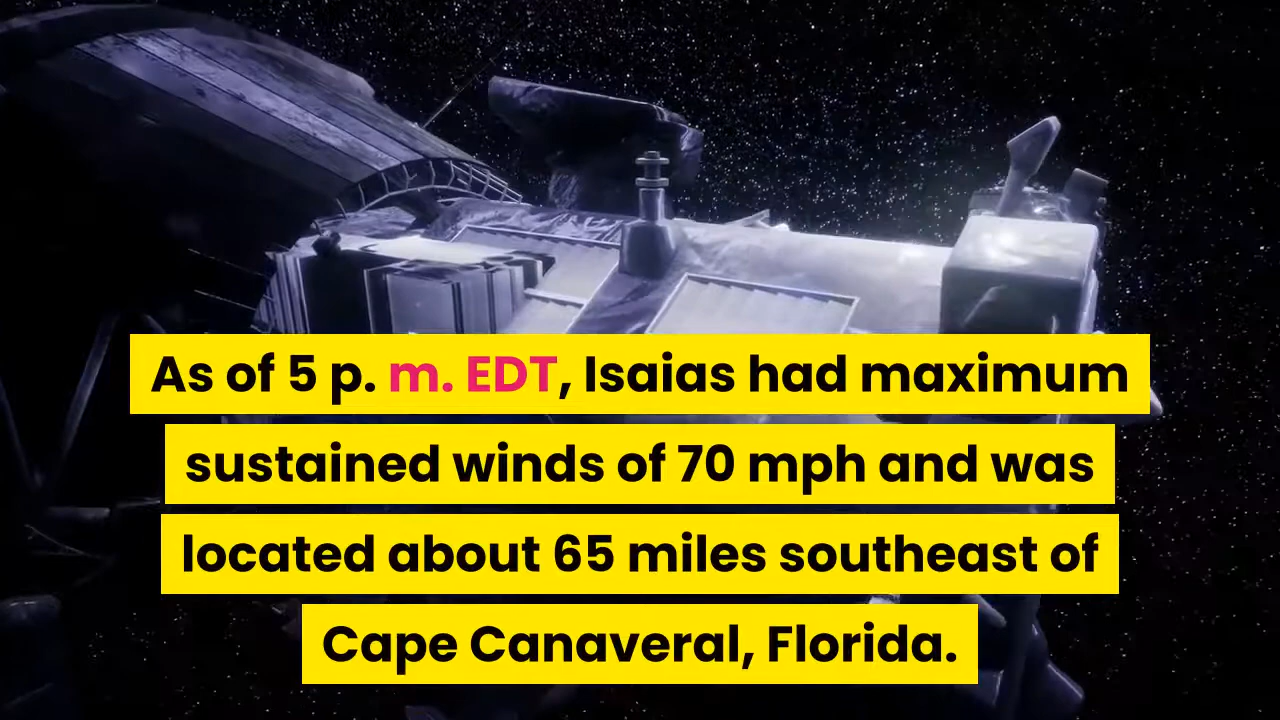 As of 5 p. m. EDT, Isaias had maximum
sustained winds of 70 mph and was
located about 65 miles southeast of
Cape Canaveral, Florida.